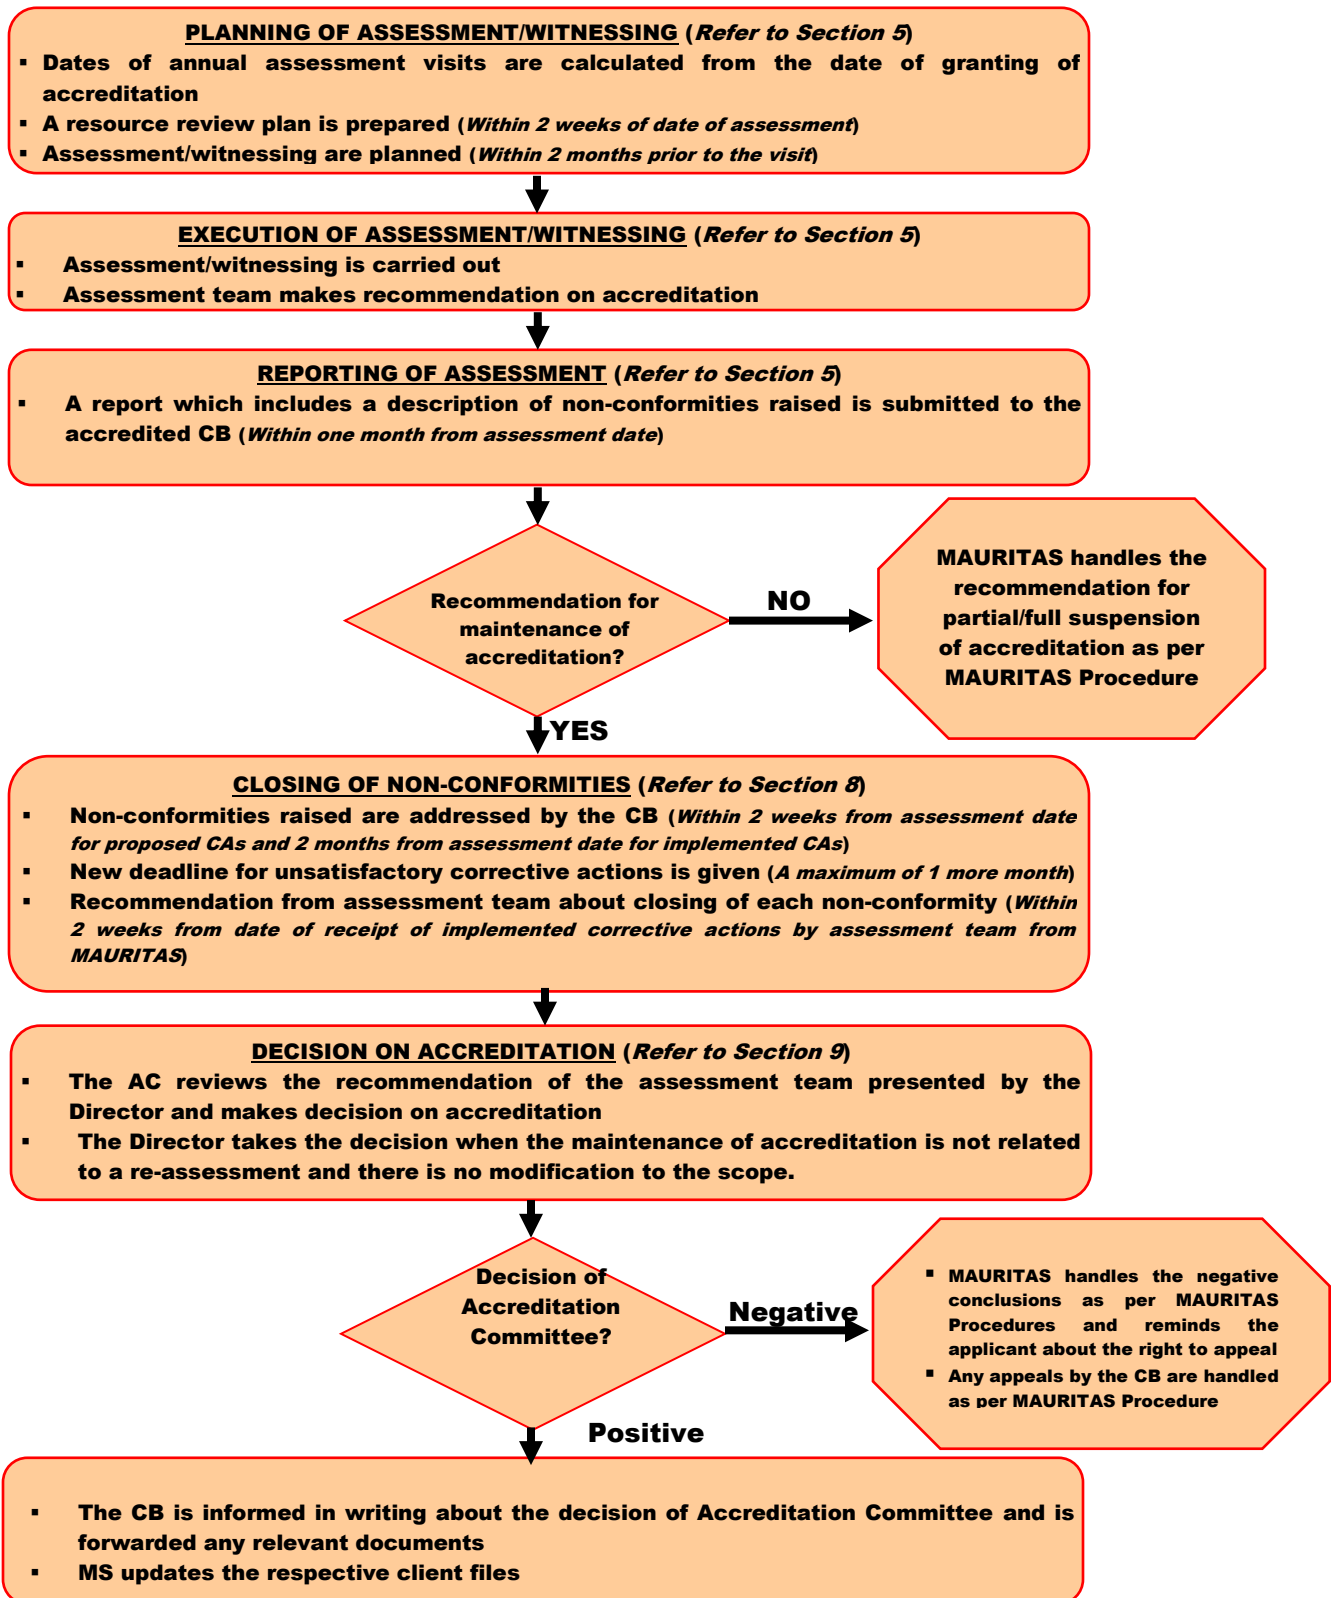 PLANNING OF ASSESSMENT/WITNESSING (Refer to Section 5)
▪ Dates of annual assessment visits are calculated from the date of granting of
accreditation
▪ A resource review plan is prepared (Within 2 weeks of date of assessment)
▪ Assessment/witnessing are planned (Within 2 months prior to the visit)
EXECUTION OF ASSESSMENT/WITNESSING (Refer to Section 5)
▪ Assessment/witnessing is carried out
▪ Assessment team makes recommendation on accreditation
REPORTING OF ASSESSMENT (Refer to Section 5)
▪ A report which includes a description of non-conformities raised is submitted to the
accredited CB (Within one month from assessment date)
Recommendation for
maintenance of
accreditation?
NO
MAURITAS handles the
recommendation for
partial/full suspension
of accreditation as per
MAURITAS Procedure
YES
CLOSING OF NON-CONFORMITIES (Refer to Section 8)
▪ Non-conformities raised are addressed by the CB (Within 2 weeks from assessment date
for proposed CAs and 2 months from assessment date for implemented CAs)
▪ New deadline for unsatisfactory corrective actions is given (A maximum of 1 more month)
▪ Recommendation from assessment team about closing of each non-conformity (Within
2 weeks from date of receipt of implemented corrective actions by assessment team from
MAURITAS)
DECISION ON ACCREDITATION (Refer to Section 9)
▪ The AC reviews the recommendation of the assessment team presented by the
Director and makes decision on accreditation
▪ The Director takes the decision when the maintenance of accreditation is not related
to a re-assessment and there is no modification to the scope.
Decision of
Accreditation
Committee?
Negative
▪ MAURITAS handles the negative
conclusions as per MAURITAS
Procedures and reminds the
applicant about the right to appeal
▪ Any appeals by the CB are handled
as per MAURITAS Procedure
Positive
▪ The CB is informed in writing about the decision of Accreditation Committee and is
forwarded any relevant documents
▪ MS updates the respective client files